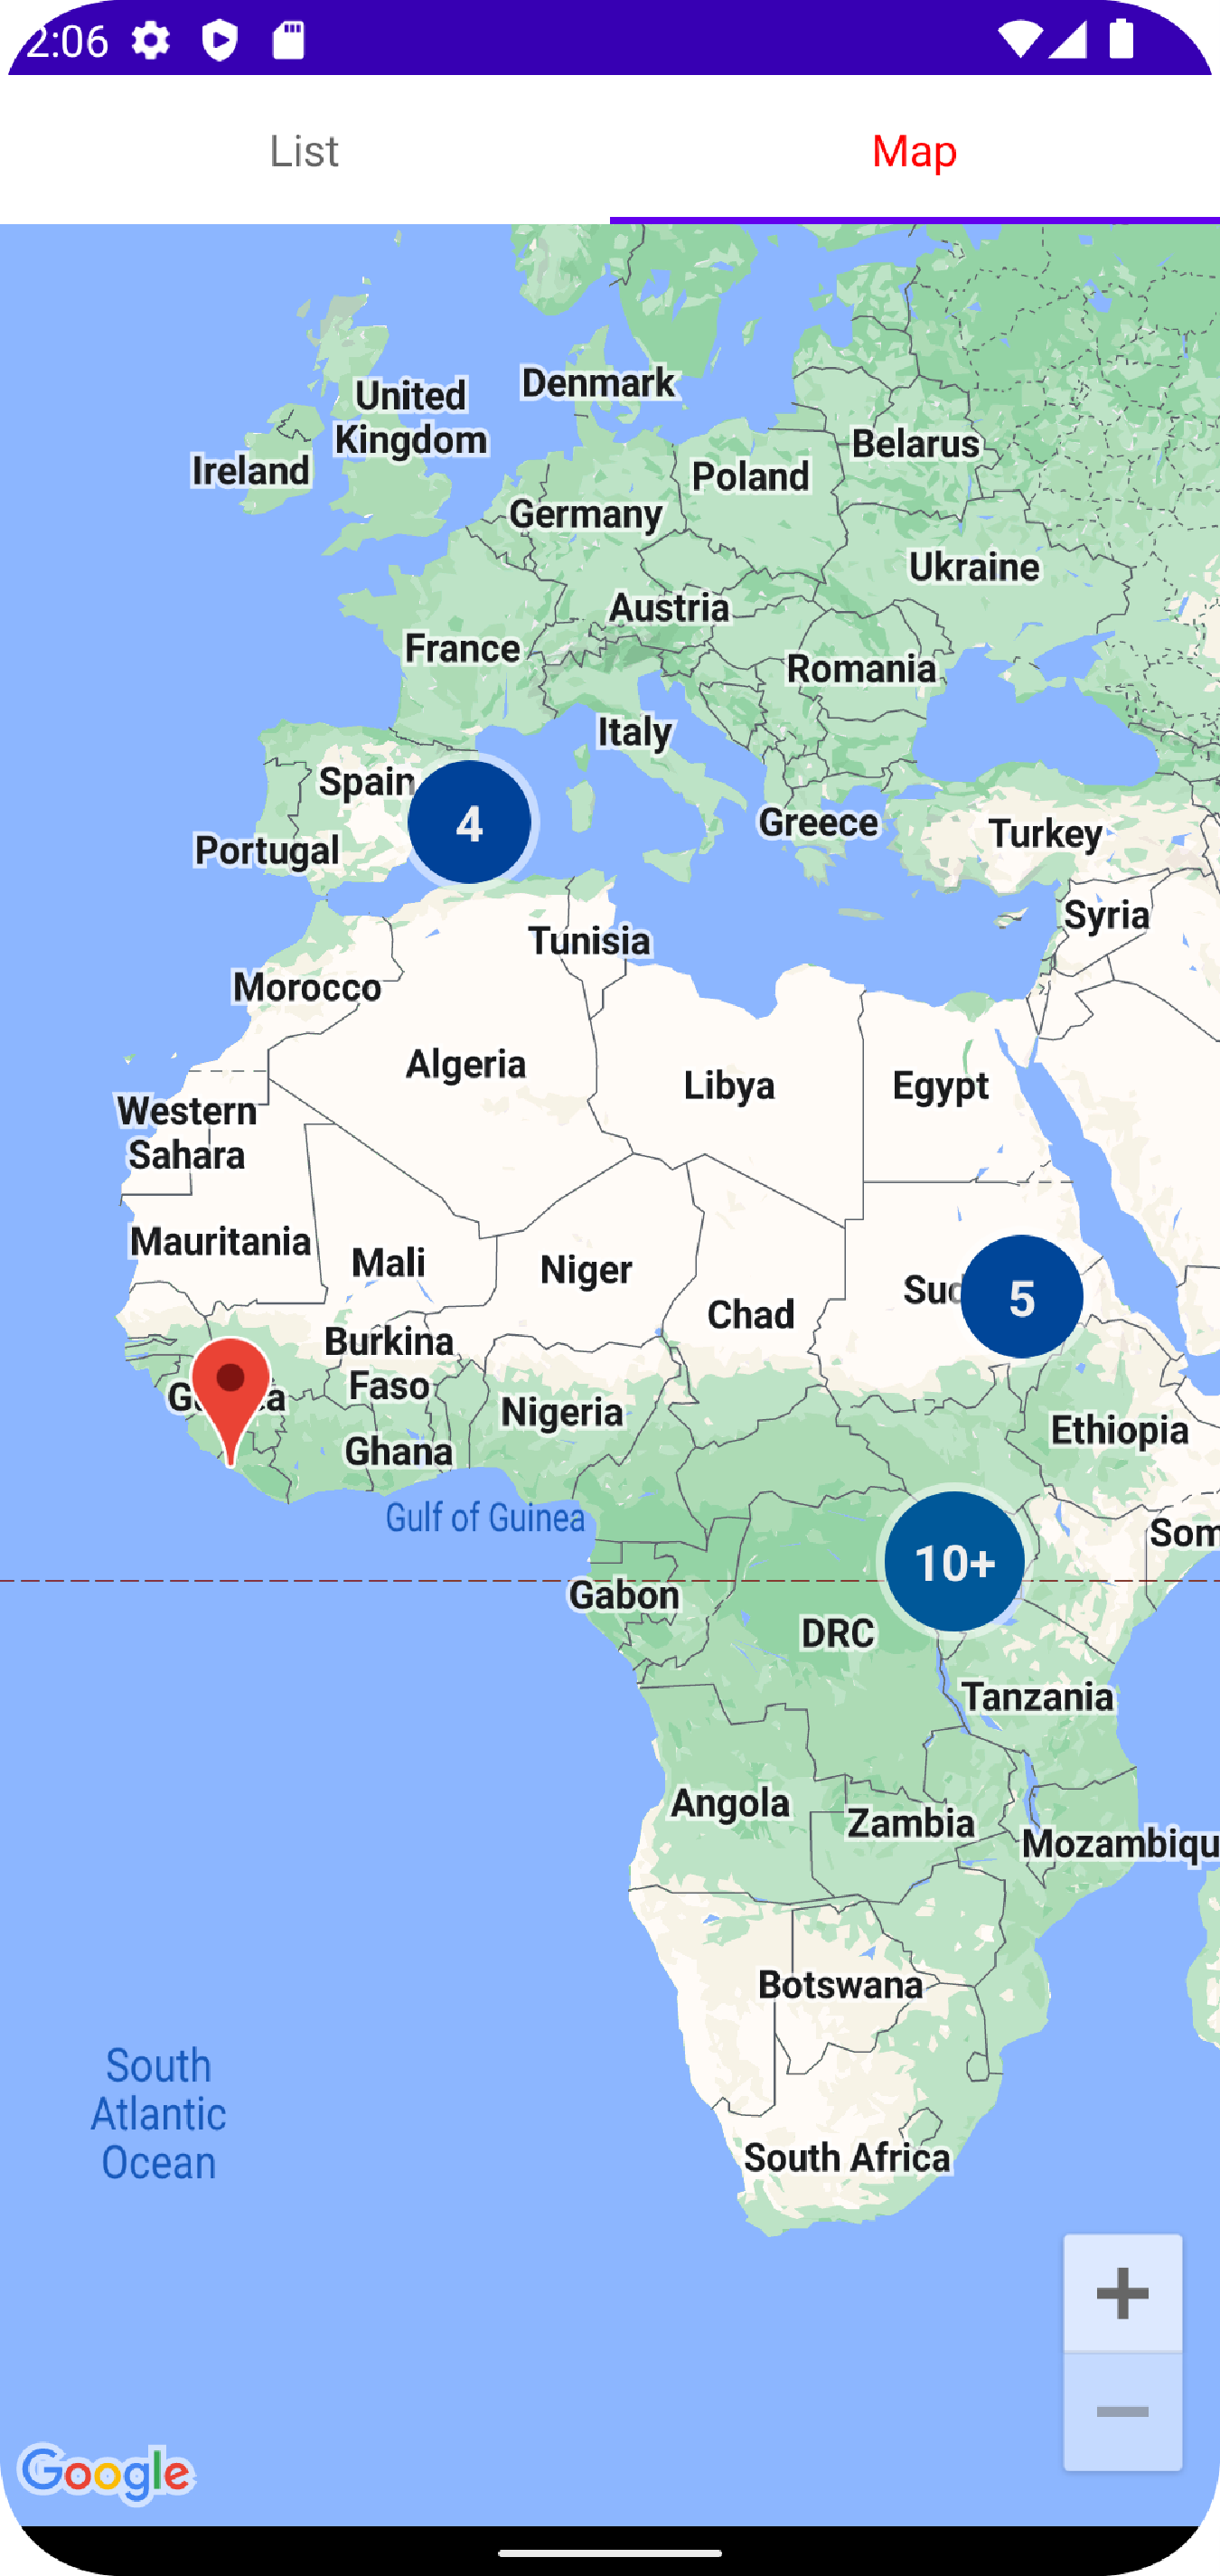 2:06
List
Map
Denmark
United
Kingdom
Belarus
Ireland
Poland
Germany
Ukraine
Austria
France
Romania
Italy
Spain
4
Greece
Turkey
Portugal
Syria
Tunisia
Morocco
Algeria
Libya
Egypt
Western
Sahara
Mauritania
Mali
Niger
Sud
5
Chad
Burkina
Faso
Nigeria
Ethiopia
Ghana
Gulf of Guinea
Som
10+
Gabon
DRC
Tanzania
Angola
Zambia
Mozambiqu
Botswana
South
Atlantic
Ocean
South Africa
+
−
Google